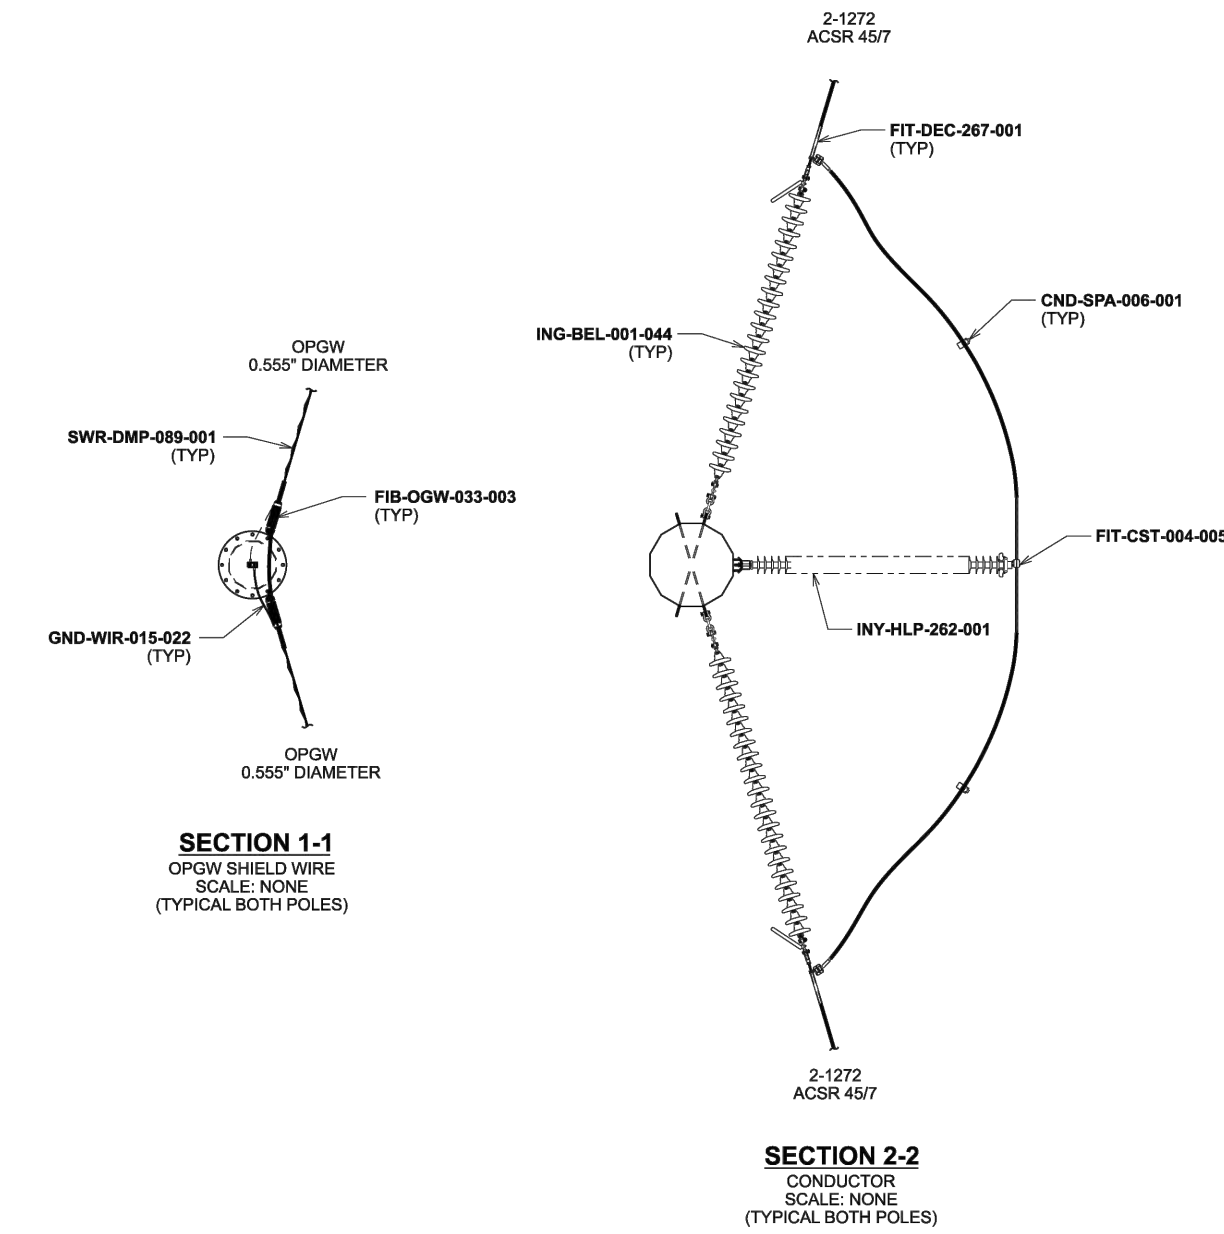 2-1272
ACSR 45/7
FIT-DEC-267-001
(TYP)
CND-SPA-006-001
(TYP)
ING-BEL-001-044
(TYP)
OPGW
0.555" DIAMETER
SWR-DMP-089-001
(TYP)
FIB-OGW-033-003
(TYP)
FIT-CST-004-005
GND-WIR-015-022
(TYP)
INY-HLP-262-001
OPGW
0.555" DIAMETER
SECTION 1-1
OPGW SHIELD WIRE
SCALE: NONE
(TYPICAL BOTH POLES)
2-1272
ACSR 45/7
SECTION 2-2
CONDUCTOR
SCALE: NONE
(TYPICAL BOTH POLES)